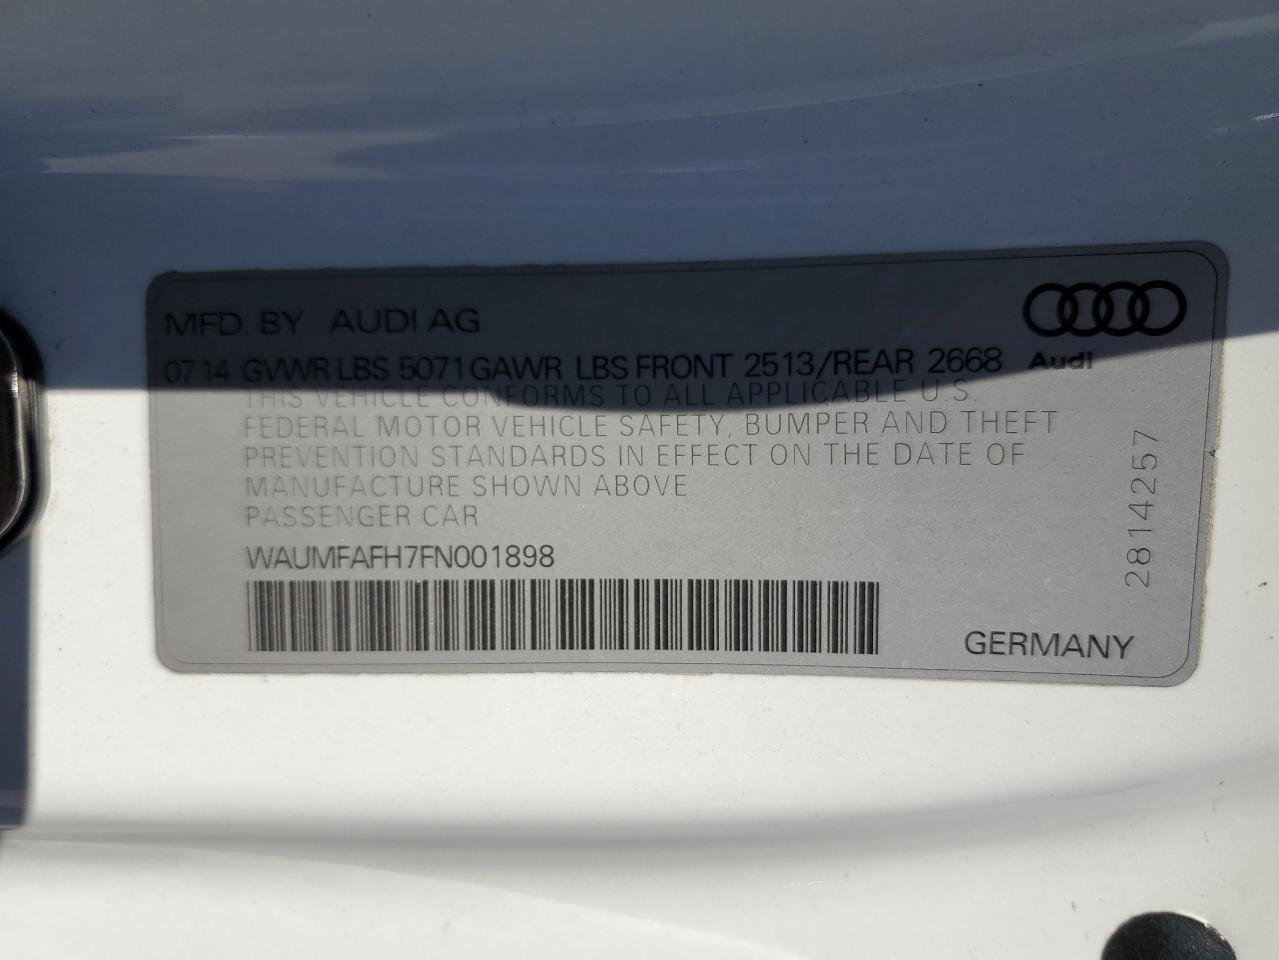 MFD. BY AUDI AG
07 14 GVWR LBS 5071 GAWR LBS FRONT 2513/REAR 2668
Audi
THIS VEHICLE CONFORMS TO ALL APPLICABLE U.S.
FEDERAL MOTOR VEHICLE SAFETY, BUMPER AND THEFT
PREVENTION STANDARDS IN EFFECT ON THE DATE OF
MANUFACTURE SHOWN ABOVE
PASSENGER CAR
WAUMFAFH7FN001898
GERMANY
2814257